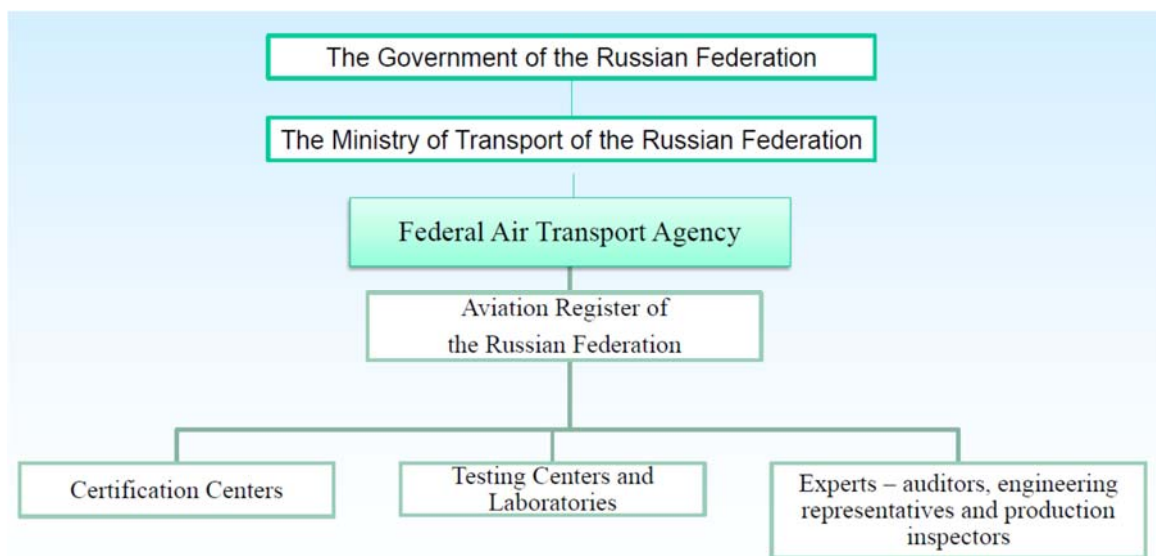 The Government of the Russian Federation
The Ministry of Transport of the Russian Federation
Federal Air Transport Agency
Aviation Register of
the Russian Federation
Certification Centers
Testing Centers and
Laboratories
Experts – auditors, engineering
representatives and production
inspectors